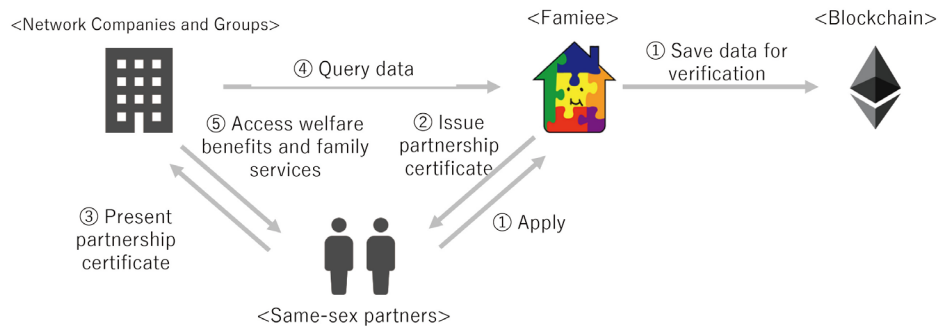 <Network Companies and Groups>
<Famiee>
<Blockchain>
④ Query data
① Save data for
verification
⑤ Access welfare
benefits and family
services
② Issue
partnership
certificate
③ Present
partnership
certificate
① Apply
<Same-sex partners>